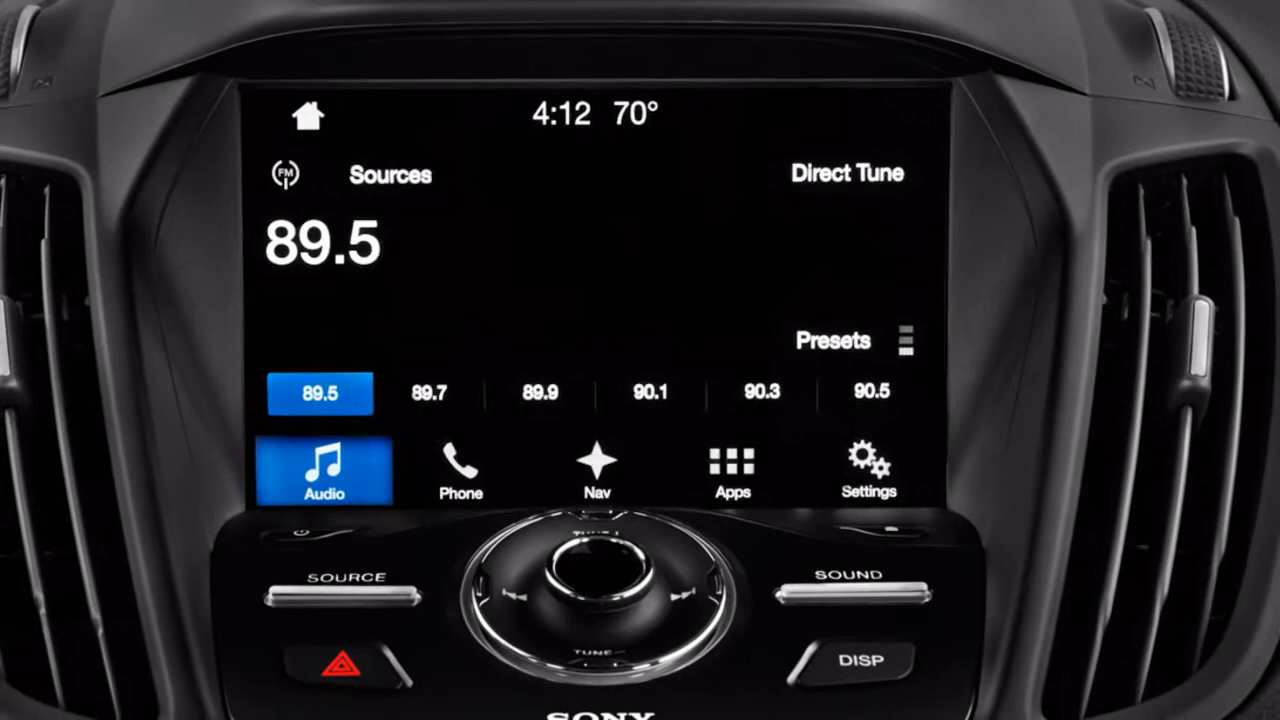 4:12 70°
FM Sources Direct Tune
89.5
Presets
89.5 89.7 89.9 90.1 90.3 90.5
Audio Phone Nav Apps Settings
SOURCE SOUND
TUNE
DISP
SONY